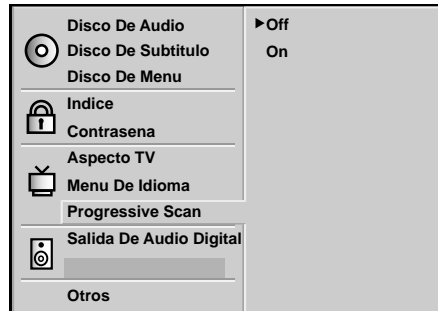 Disco De Audio
Disco De Subtitulo
Disco De Menu
Indice
Contrasena
Aspecto TV
Menu De Idioma
Progressive Scan
Salida De Audio Digital
Otros
Off
On